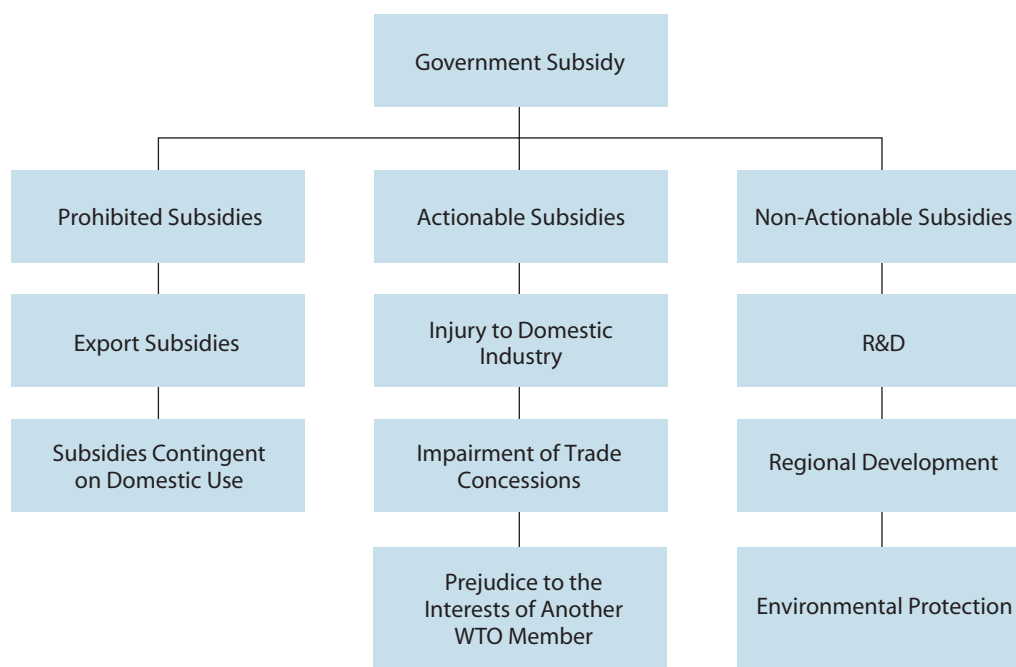 Government Subsidy
Prohibited Subsidies
Actionable Subsidies
Non-Actionable Subsidies
Export Subsidies
Injury to Domestic
Industry
R&D
Subsidies Contingent
on Domestic Use
Impairment of Trade
Concessions
Regional Development
Prejudice to the
Interests of Another
WTO Member
Environmental Protection